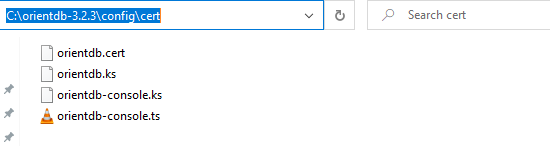 C:\orientdb-3.2.3\config\cert
Search cert
orientdb.cert
orientdb.ks
orientdb-console.ks
orientdb-console.ts